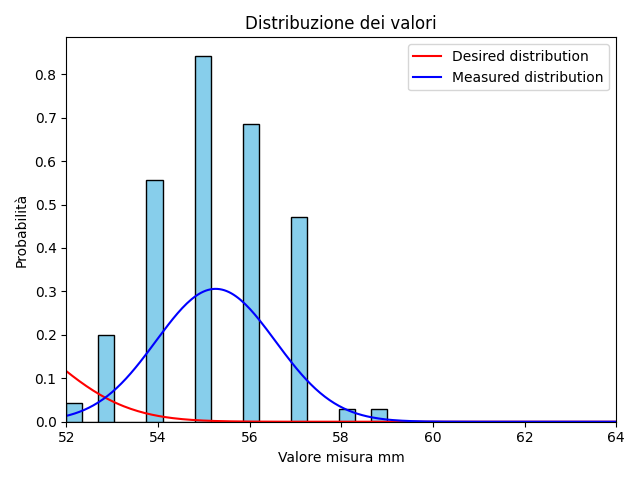 Distribuzione dei valori
Desired distribution
Measured distribution
Probabilità
0.8
0.7
0.6
0.5
0.4
0.3
0.2
0.1
0.0
52 54 56 58 60 62 64
Valore misura mm